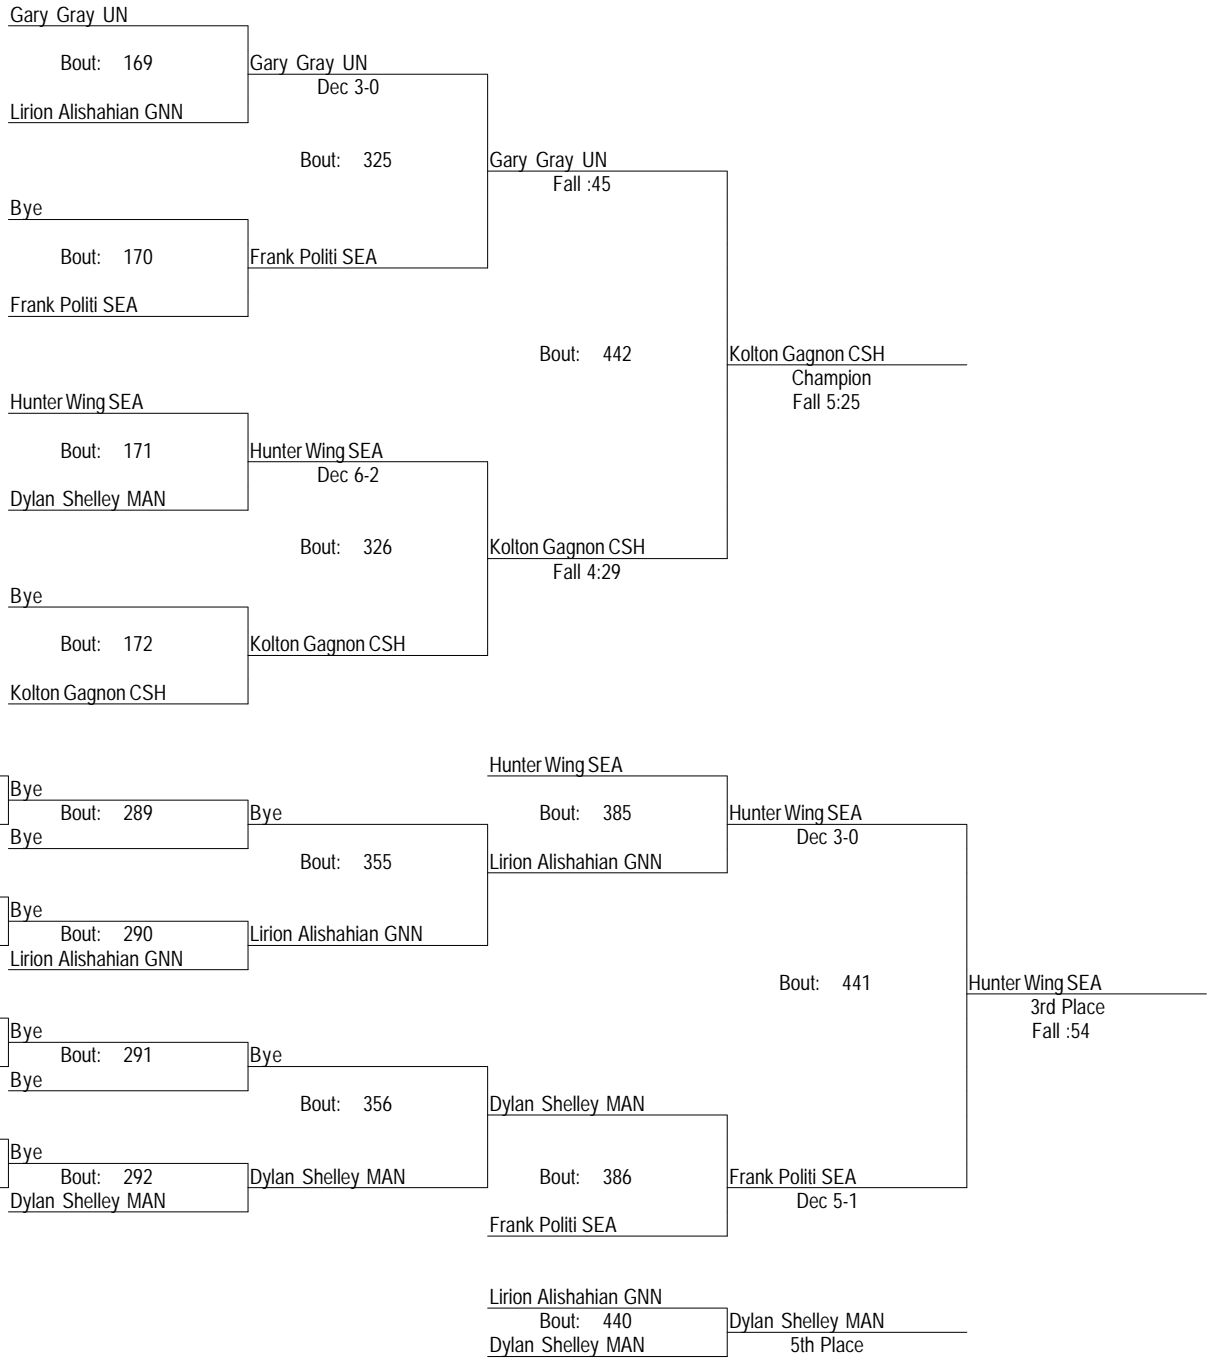 Gary Gray UN
Bout: 169
Gary Gray UN
Dec 3-0
Lirion Alishahian GNN
Bout: 325
Gary Gray UN
Fall :45
Bye
Bout: 170
Frank Politi SEA
Frank Politi SEA
Bout: 442
Kolton Gagnon CSH
Champion
Fall 5:25
Hunter Wing SEA
Bout: 171
Hunter Wing SEA
Dec 6-2
Dylan Shelley MAN
Bout: 326
Kolton Gagnon CSH
Fall 4:29
Bye
Bout: 172
Kolton Gagnon CSH
Kolton Gagnon CSH
Hunter Wing SEA
Bye
Bout: 289
Bye
Bye
Bout: 385
Hunter Wing SEA
Dec 3-0
Bout: 355
Lirion Alishahian GNN
Bye
Bout: 290
Lirion Alishahian GNN
Lirion Alishahian GNN
Bout: 441
Hunter Wing SEA
3rd Place
Fall :54
Bye
Bout: 291
Bye
Bye
Bout: 356
Dylan Shelley MAN
Bye
Bout: 292
Dylan Shelley MAN
Dylan Shelley MAN
Bout: 386
Frank Politi SEA
Dec 5-1
Frank Politi SEA
Lirion Alishahian GNN
Bout: 440
Dylan Shelley MAN
Dylan Shelley MAN
5th Place